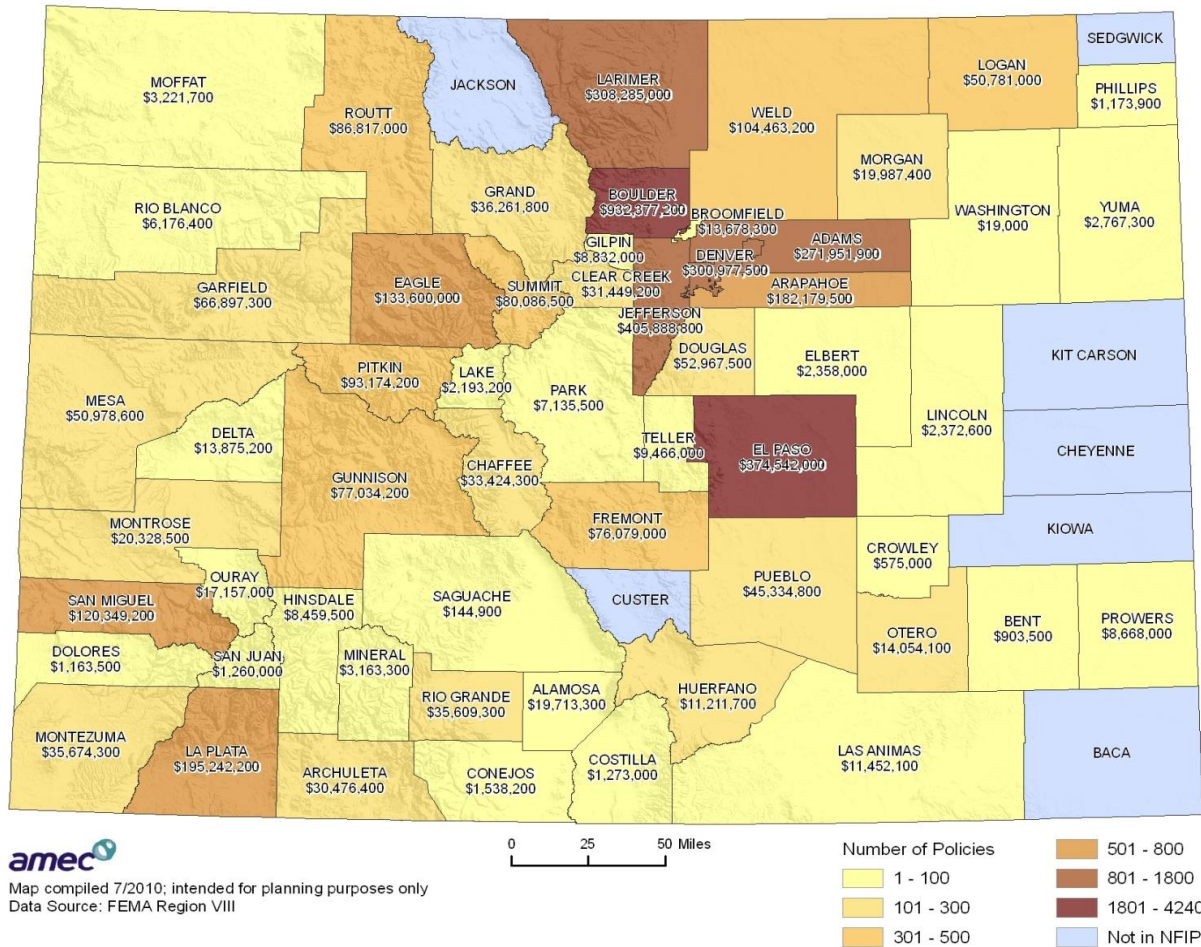 MOFFAT
$3,221,700
ROUTT
$86,817,000
JACKSON
LARIMER
$308,285,000
WELD
$104,463,200
LOGAN
$50,781,000
SEDGWICK
PHILLIPS
$1,173,900
RIO BLANCO
$6,176,400
GRAND
$36,261,800
BOULDER
$932,377,200
BROOMFIELD
$13,678,300
MORGAN
$19,987,400
WASHINGTON
$19,000
YUMA
$2,767,300
GARFIELD
$66,897,300
EAGLE
$133,600,000
SUMMIT
$80,086,500
GILPIN
$8,832,000
CLEAR CREEK
$31,449,200
DENVER
$300,977,500
ADAMS
$271,951,900
ARAPAHOE
$182,179,500
JEFFERSON
$405,888,800
DOUGLAS
$52,967,500
ELBERT
$2,358,000
KIT CARSON
MESA
$50,978,600
PITKIN
$93,174,200
LAKE
$2,193,200
PARK
$7,135,500
DELTA
$13,875,200
TELLER
$9,466,000
EL PASO
$374,542,000
LINCOLN
$2,372,600
CHEYENNE
GUNNISON
$77,034,200
CHAFFEE
$33,424,300
MONTROSE
$20,328,500
FREMONT
$76,079,000
CROWLEY
$575,000
KIOWA
OURAY
$17,157,000
SAN MIGUEL
$120,349,200
HINSDALE
$8,459,500
SAGUACHE
$144,900
CUSTER
PUEBLO
$45,334,800
OTERO
$14,054,100
BENT
$903,500
PROWERS
$8,668,000
DOLORES
$1,163,500
SAN JUAN
$1,260,000
MINERAL
$3,163,300
RIO GRANDE
$35,609,300
ALAMOSA
$19,713,300
HUERFANO
$11,211,700
MONTEZUMA
$35,674,300
LA PLATA
$195,242,200
ARCHULETA
$30,476,400
CONEJOS
$1,538,200
COSTILLA
$1,273,000
LAS ANIMAS
$11,452,100
BACA
amec
Map compiled 7/2010; intended for planning purposes only
Data Source: FEMA Region VIII
0 25 50 Miles
Number of Policies
1 - 100
101 - 300
301 - 500
501 - 800
801 - 1800
1801 - 4240
Not in NFIP